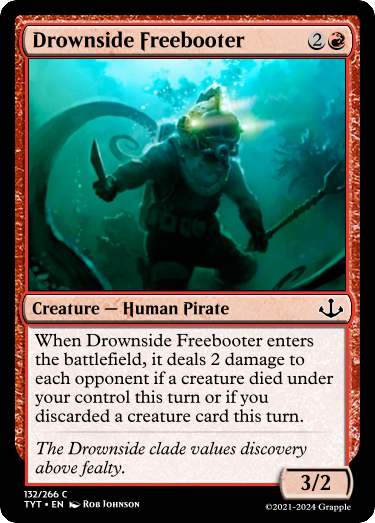 Drownside Freebooter 2
Creature — Human Pirate
When Drownside Freebooter enters
the battlefield, it deals 2 damage to
each opponent if a creature died under
your control this turn or if you
discarded a creature card this turn.
The Drownside clade values discovery
above fealty.
3/2
132/266 C
TYT • EN Rob Johnson
©2021-2024 Grapple